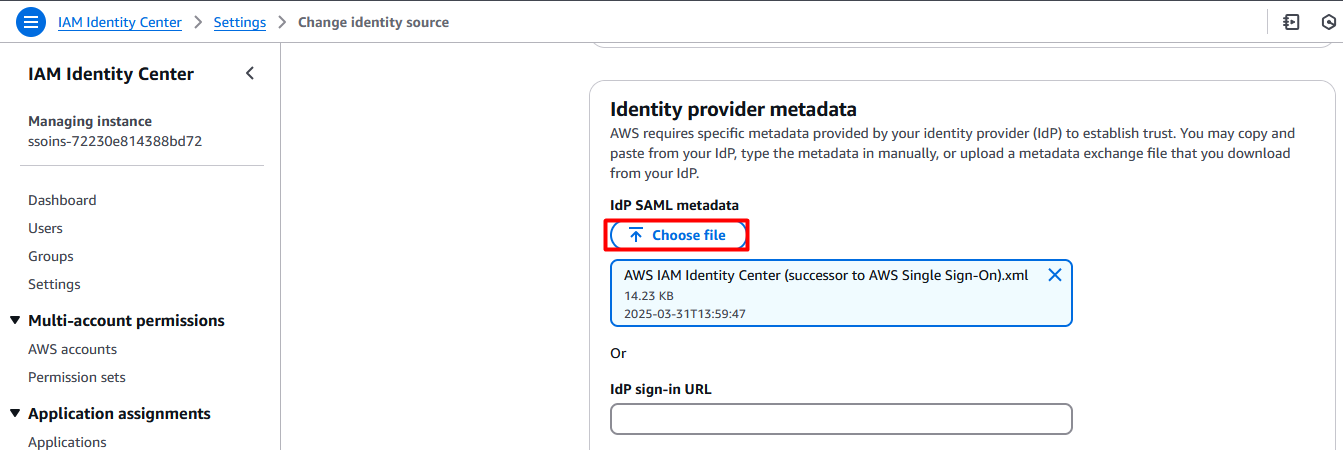 IAM Identity Center > Settings > Change identity source
IAM Identity Center
Managing instance
ssoins-72230e814388bd72
Dashboard
Users
Groups
Settings
Multi-account permissions
AWS accounts
Permission sets
Application assignments
Applications
Identity provider metadata
AWS requires specific metadata provided by your identity provider (IdP) to establish trust. You may copy and
paste from your IdP, type the metadata in manually, or upload a metadata exchange file that you download
from your IdP.
IdP SAML metadata
Choose file
AWS IAM Identity Center (successor to AWS Single Sign-On).xml
14.23 KB
2025-03-31T13:59:47
Or
IdP sign-in URL